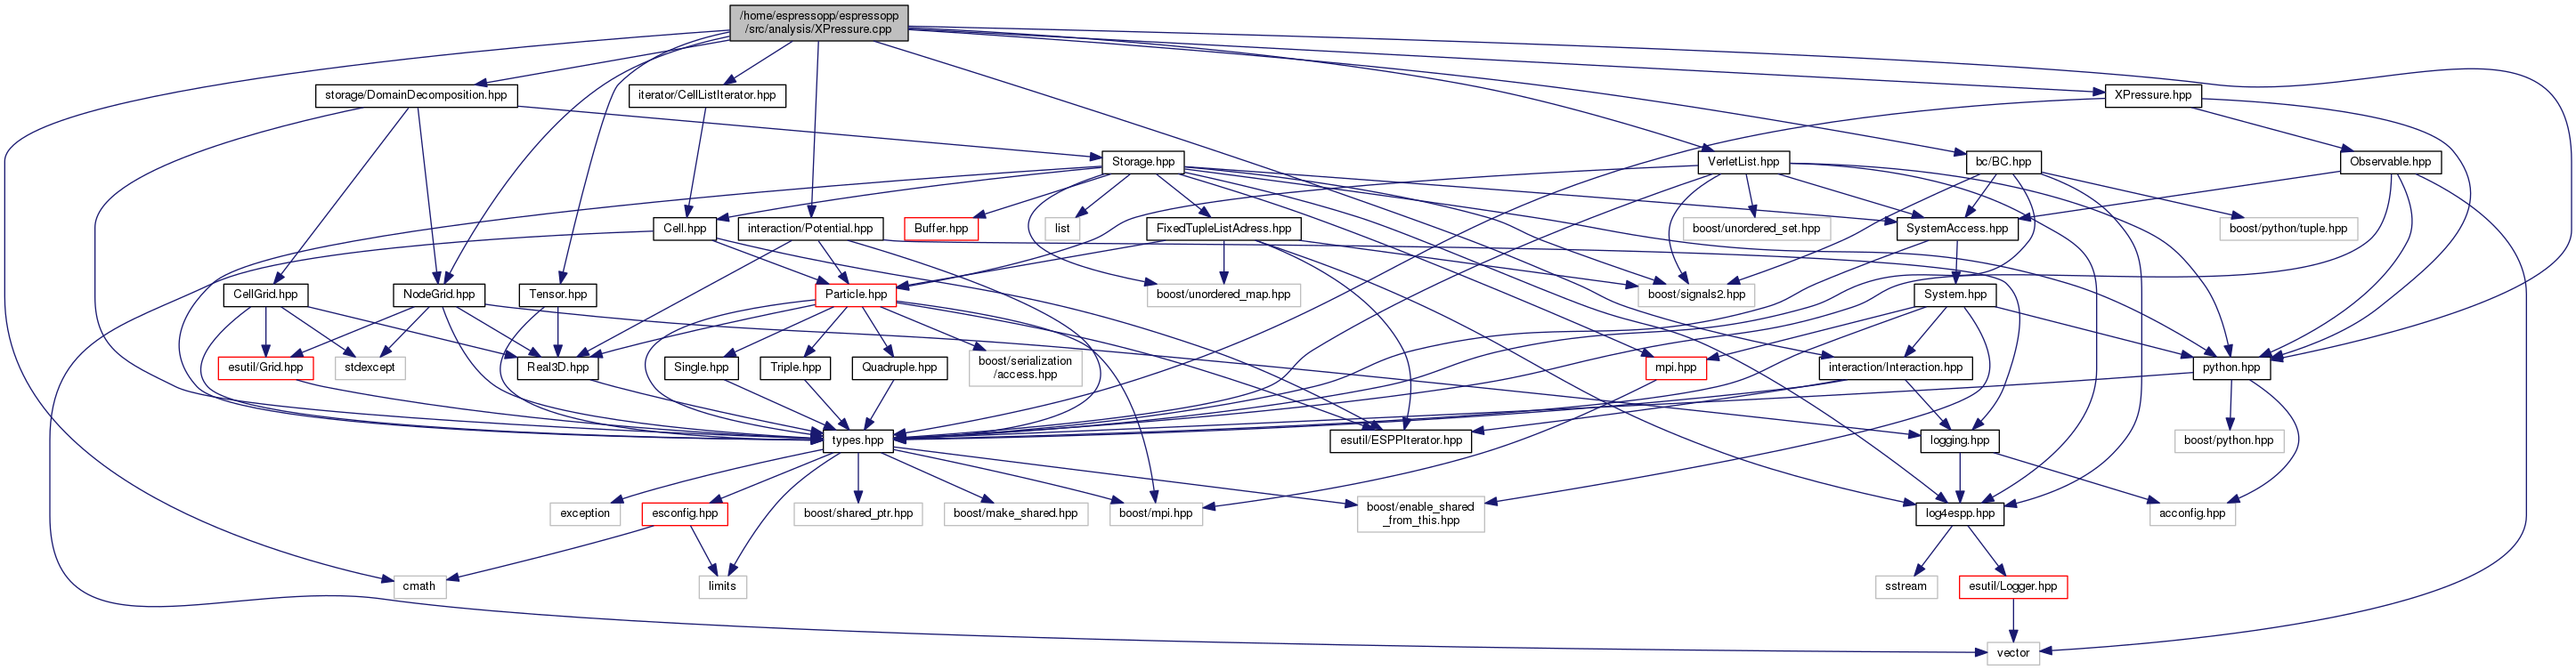 /home/espressopp/espressopp
/src/analysis/XPressure.cpp
storage/DomainDecomposition.hpp
iterator/CellListIterator.hpp
XPressure.hpp
Storage.hpp
VerletList.hpp
bc/BC.hpp
Observable.hpp
Cell.hpp
interaction/Potential.hpp
Buffer.hpp
list
FixedTupleListAdress.hpp
boost/unordered_set.hpp
SystemAccess.hpp
boost/python/tuple.hpp
CellGrid.hpp
NodeGrid.hpp
Tensor.hpp
Particle.hpp
boost/unordered_map.hpp
boost/signals2.hpp
System.hpp
esutil/Grid.hpp
stdexcept
Real3D.hpp
Single.hpp
Triple.hpp
Quadruple.hpp
boost/serialization
/access.hpp
mpi.hpp
interaction/Interaction.hpp
python.hpp
types.hpp
esutil/ESPPIterator.hpp
logging.hpp
boost/python.hpp
exception
esconfig.hpp
boost/shared_ptr.hpp
boost/make_shared.hpp
boost/mpi.hpp
boost/enable_shared
_from_this.hpp
log4espp.hpp
acconfig.hpp
cmath
limits
sstream
esutil/Logger.hpp
vector